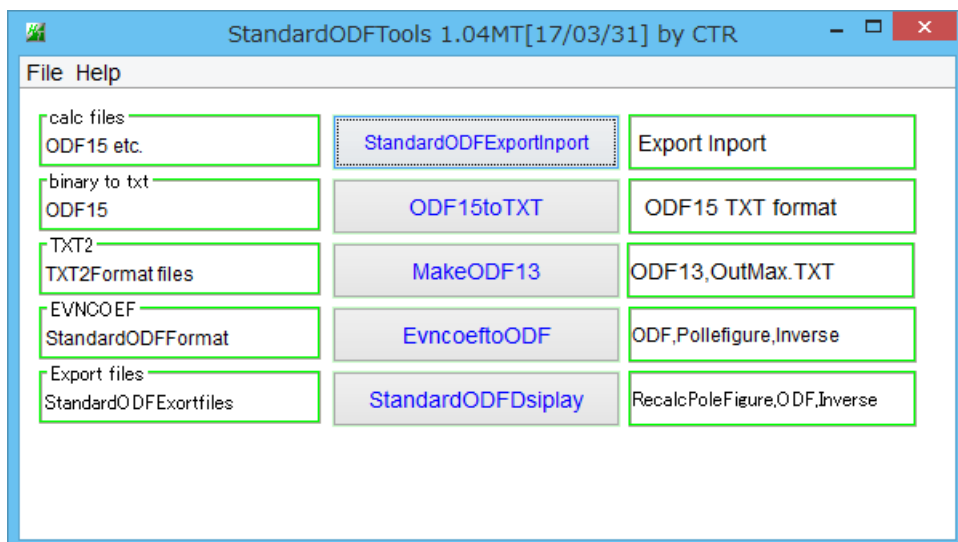 StandardODFTools 1.04MT[17/03/31] by CTR
File Help
calc files
ODF15 etc.
StandardODFExportInport
Export Inport
binary to txt
ODF15
ODF15toTXT
ODF15 TXT format
TXT2
TXT2Format files
MakeODF13
ODF13,OutMax.TXT
EVNCOEF
StandardODFFormat
EvncoeftoODF
ODF,Pollefigure,Inverse
Export files
StandardODFExortfiles
StandardODFDsiplay
RecalcPoleFigure,ODF,Inverse